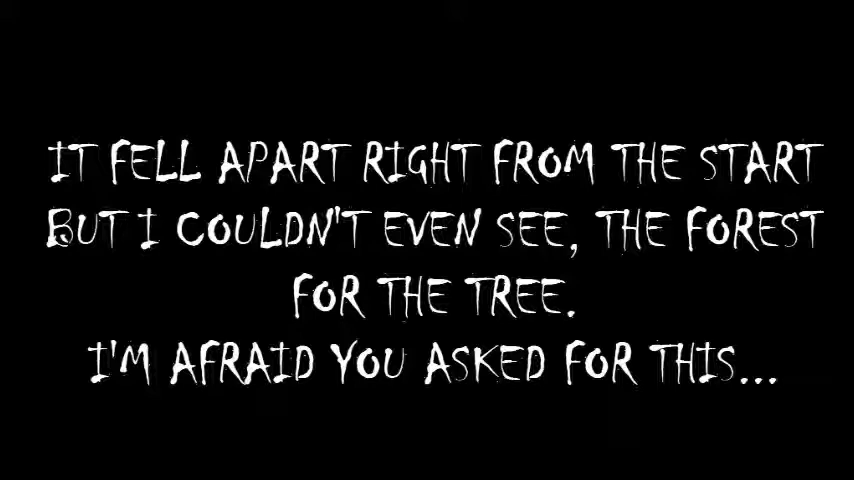 IT FELL APART RIGHT FROM THE START
BUT I COULDN'T EVEN SEE, THE FOREST
FOR THE TREE.
I'M AFRAID YOU ASKED FOR THIS...